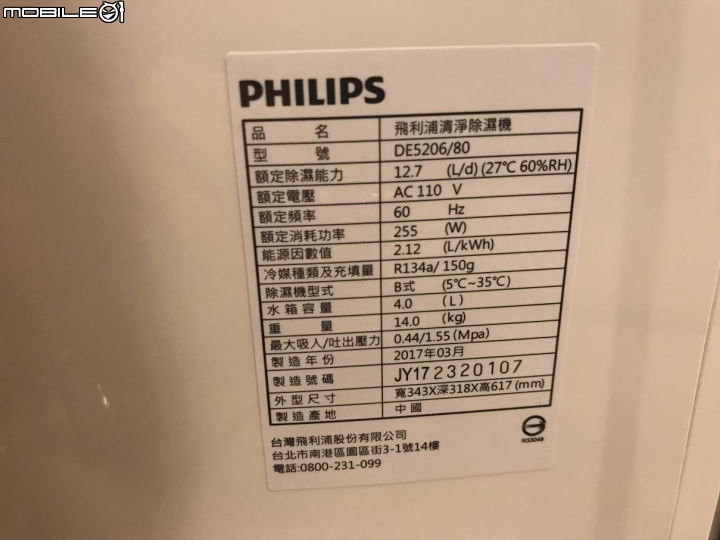 MOBILE01
PHILIPS
品名 飛利浦清淨除濕機
型號 DE5206/80
額定除濕能力 12.7 (L/d) (27℃ 60%RH)
額定電壓 AC 110 V
額定頻率 60 Hz
額定消耗功率 255 (W)
能源因數值 2.12 (L/kWh)
冷媒種類及充填量 R134a/ 150g
除濕機型式 B式 (5℃~35℃)
水箱容量 4.0 (L)
重量 14.0 (kg)
最大吸入/吐出壓力 0.44/1.55 (Mpa)
製造年份 2017年03月
製造號碼 JY172320107
外型尺寸 寬343X深318X高617 (mm)
製造產地 中國
台灣飛利浦股份有限公司
台北市南港區園區街3-1號14樓
電話:0800-231-099
R33048